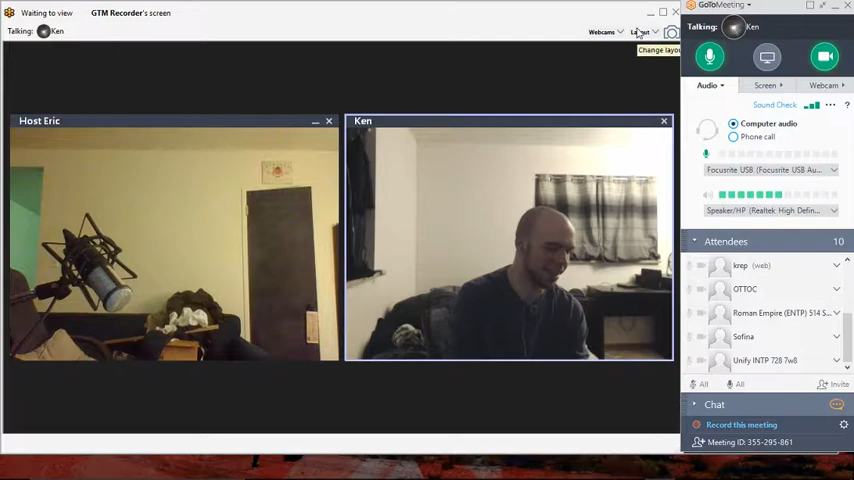 Waiting to view
GTM Recorder's screen
Talking: Ken
Webcams
Layout
Change layou
Host Eric
Ken
GoToMeeting
Talking: Ken
Audio
Screen
Webcam
Sound Check
?
Computer audio
Phone call
Focusrite USB (Focusrite USB Au...
Speaker/HP (Realtek High Defin...
Attendees 10
krep (web)
OTTOC
Roman Empire (ENTP) 514 S...
Sofina
Unify INTP 728 7w8
All
All
Invite
Chat
Record this meeting
Meeting ID: 355-295-861